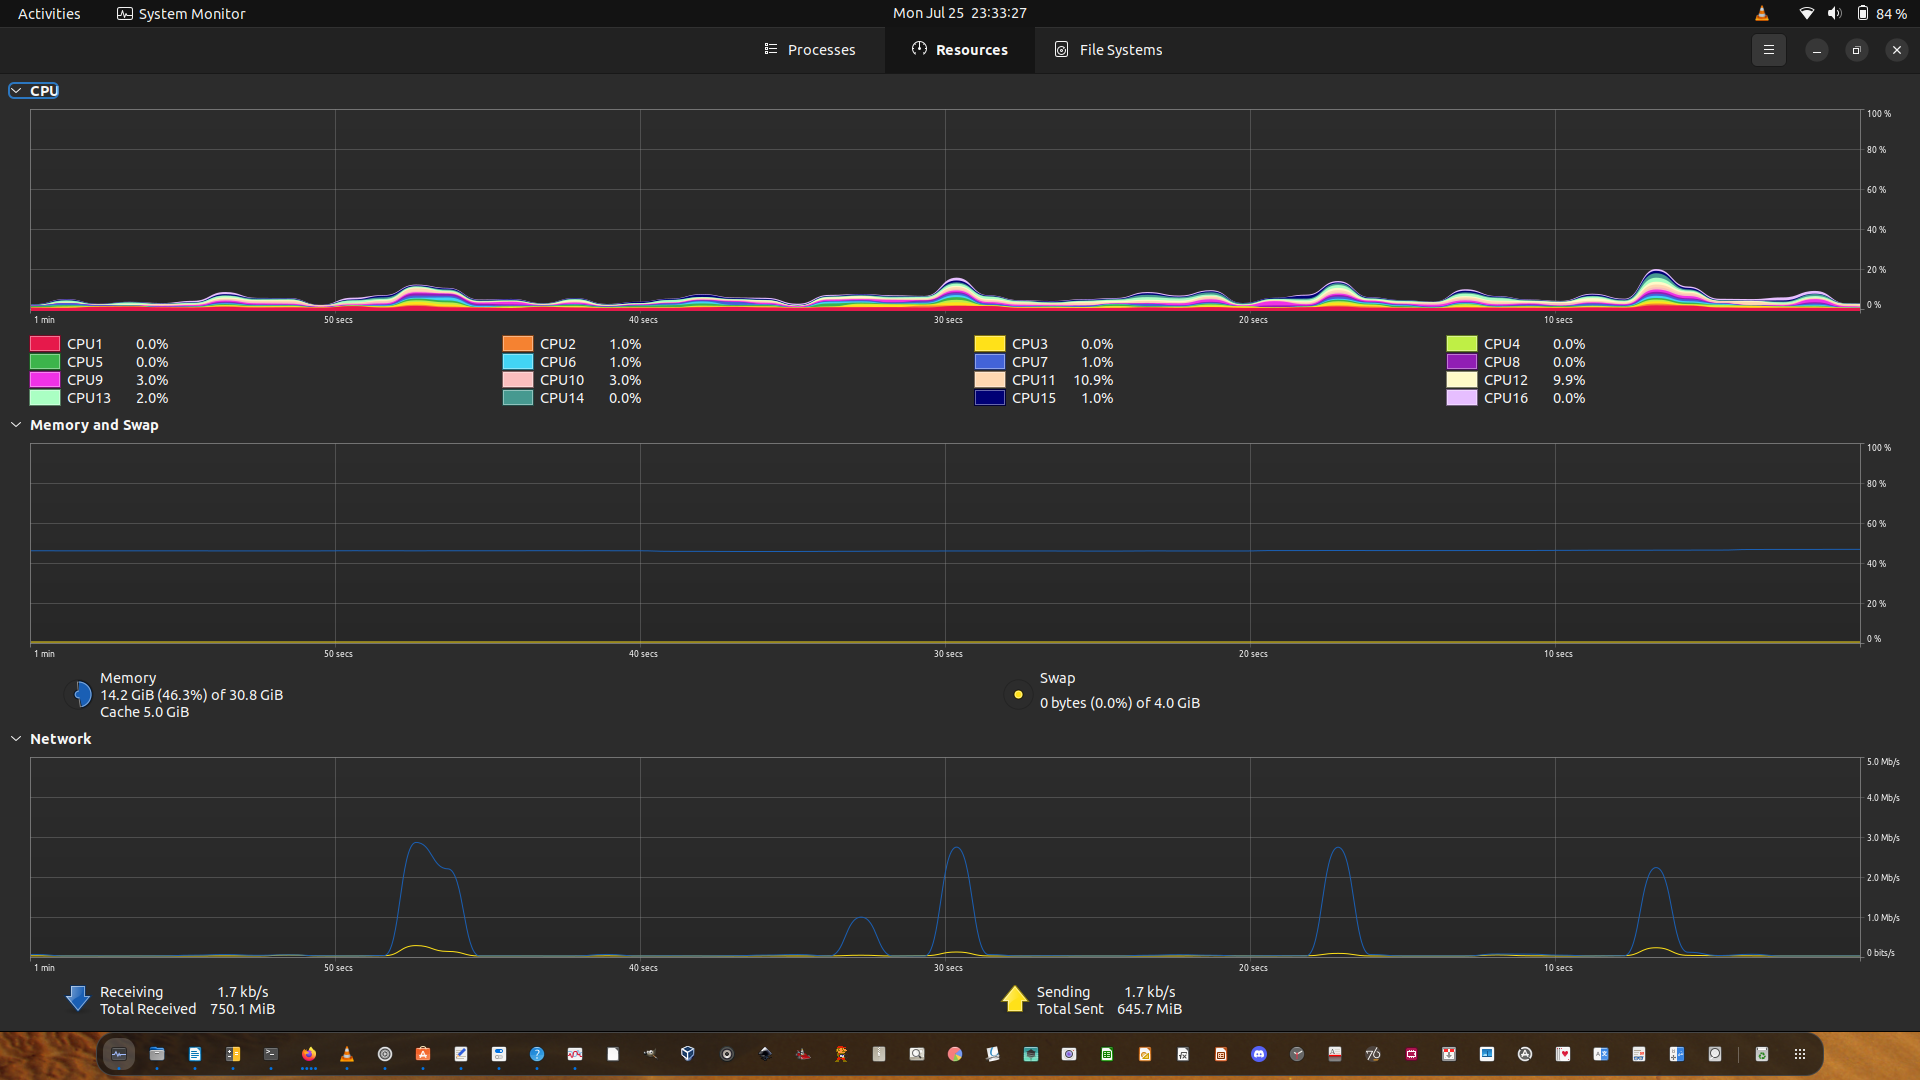 Activities System Monitor Mon Jul 25 23:33:27 84 %
Processes Resources File Systems
CPU
100 %
80 %
60 %
40 %
20 %
0 %
1 min 50 secs 40 secs 30 secs 20 secs 10 secs
CPU1 0.0% CPU2 1.0% CPU3 0.0% CPU4 0.0%
CPU5 0.0% CPU6 1.0% CPU7 1.0% CPU8 0.0%
CPU9 3.0% CPU10 3.0% CPU11 10.9% CPU12 9.9%
CPU13 2.0% CPU14 0.0% CPU15 1.0% CPU16 0.0%
Memory and Swap
100 %
80 %
60 %
40 %
20 %
0 %
1 min 50 secs 40 secs 30 secs 20 secs 10 secs
Memory
14.2 GiB (46.3%) of 30.8 GiB
Cache 5.0 GiB
Swap
0 bytes (0.0%) of 4.0 GiB
Network
5.0 Mb/s
4.0 Mb/s
3.0 Mb/s
2.0 Mb/s
1.0 Mb/s
0 bits/s
1 min 50 secs 40 secs 30 secs 20 secs 10 secs
Receiving 1.7 kb/s
Total Received 750.1 MiB
Sending 1.7 kb/s
Total Sent 645.7 MiB